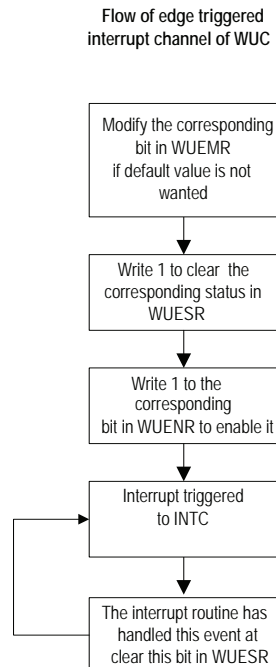 Flow of edge triggered
interrupt channel of WUC
Modify the corresponding
bit in WUEMR
if default value is not
wanted
Write 1 to clear the
corresponding status in
WUESR
Write 1 to the
corresponding
bit in WUENR to enable it
Interrupt triggered
to INTC
The interrupt routine has
handled this event at
clear this bit in WUESR